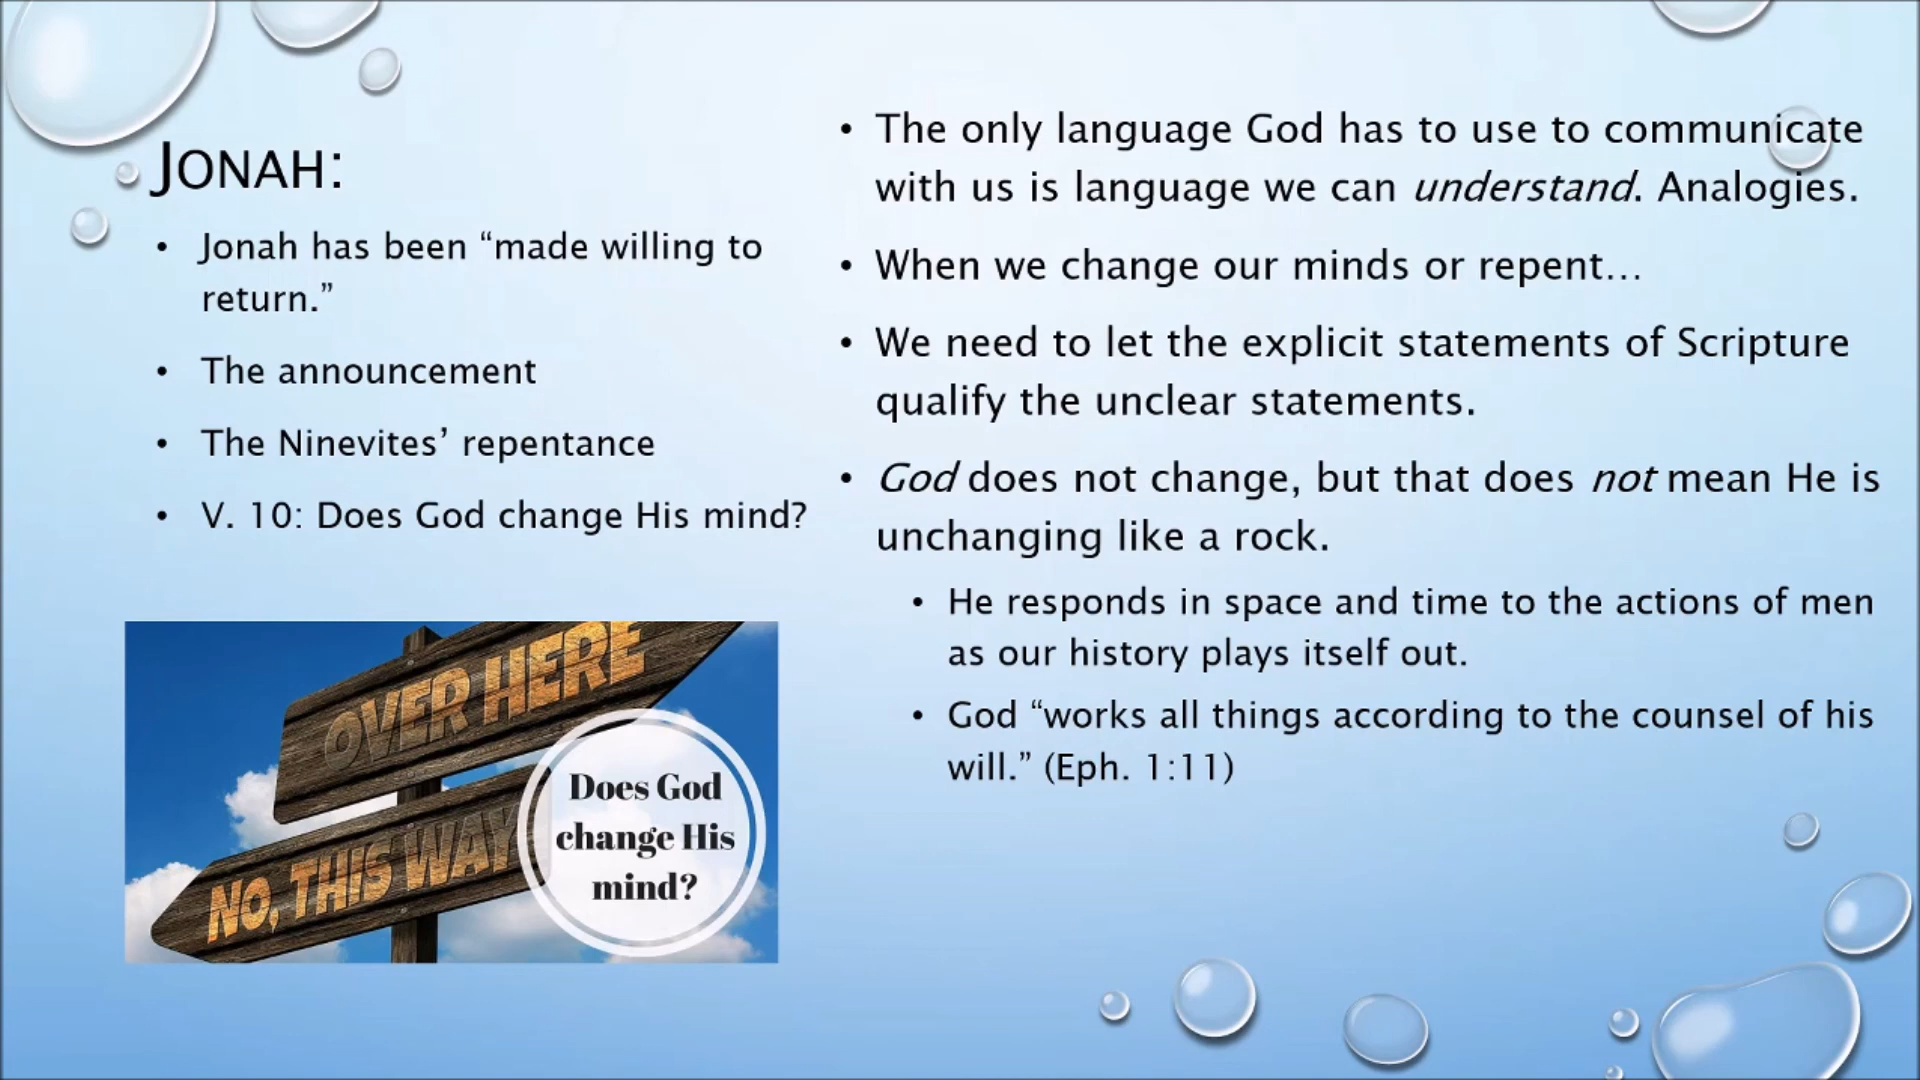 JONAH:
• Jonah has been “made willing to
return.”
• The announcement
• The Ninevites’ repentance
• V. 10: Does God change His mind?
OVER HERE
NO, THIS WAY
Does God
change His
mind?
• The only language God has to use to communicate
with us is language we can understand. Analogies.
• When we change our minds or repent…
• We need to let the explicit statements of Scripture
qualify the unclear statements.
• God does not change, but that does not mean He is
unchanging like a rock.
• He responds in space and time to the actions of men
as our history plays itself out.
• God “works all things according to the counsel of his
will.” (Eph. 1:11)